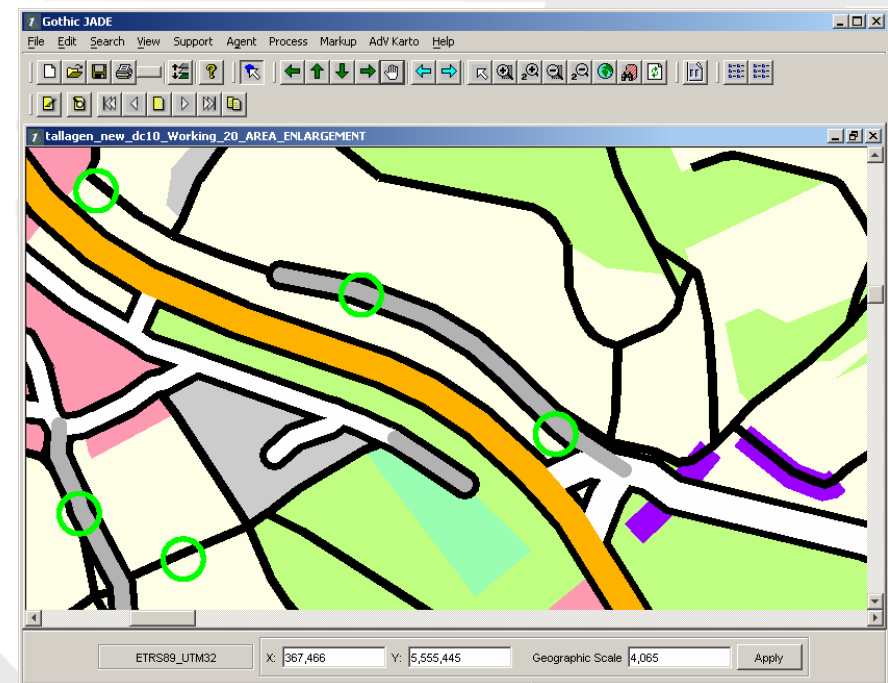 Gothic JADE
File Edit Search View Support Agent Process Markup AdV Karto Help
tallagen_new_dc10_Working_20_AREA_ENLARGEMENT
ETRS89_UTM32 X: 367,466 Y: 5,555,445 Geographic Scale 4,065 Apply